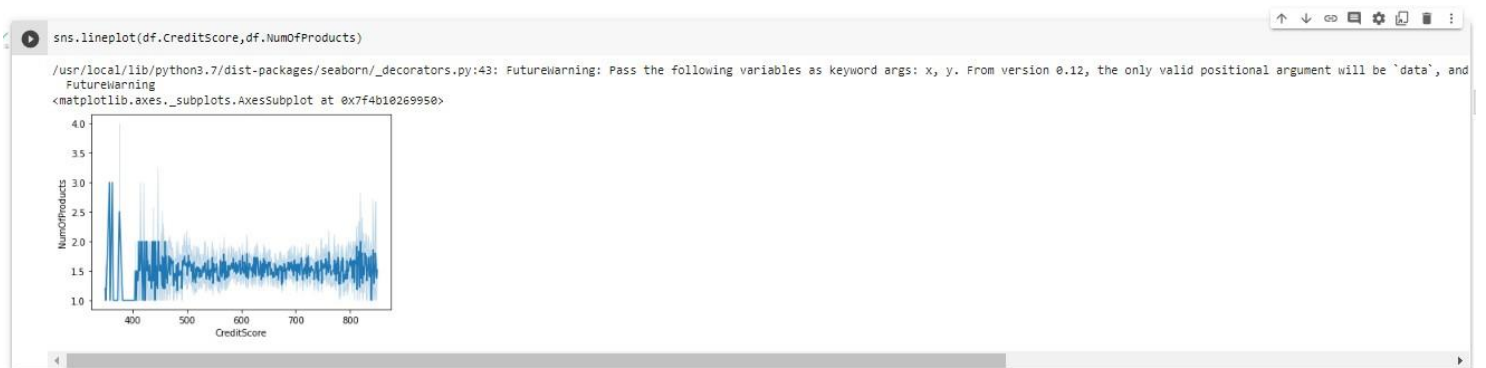 sns.lineplot(df.CreditScore,df.NumOfProducts)
/usr/local/lib/python3.7/dist-packages/seaborn/_decorators.py:43: FutureWarning: Pass the following variables as keyword args: x, y. From version 0.12, the only valid positional argument will be `data`, and
FutureWarning
<matplotlib.axes._subplots.AxesSubplot at 0x7f4b10269950>
4.0
3.5
3.0
2.5
2.0
1.5
1.0
NumOfProducts
400 500 600 700 800
CreditScore